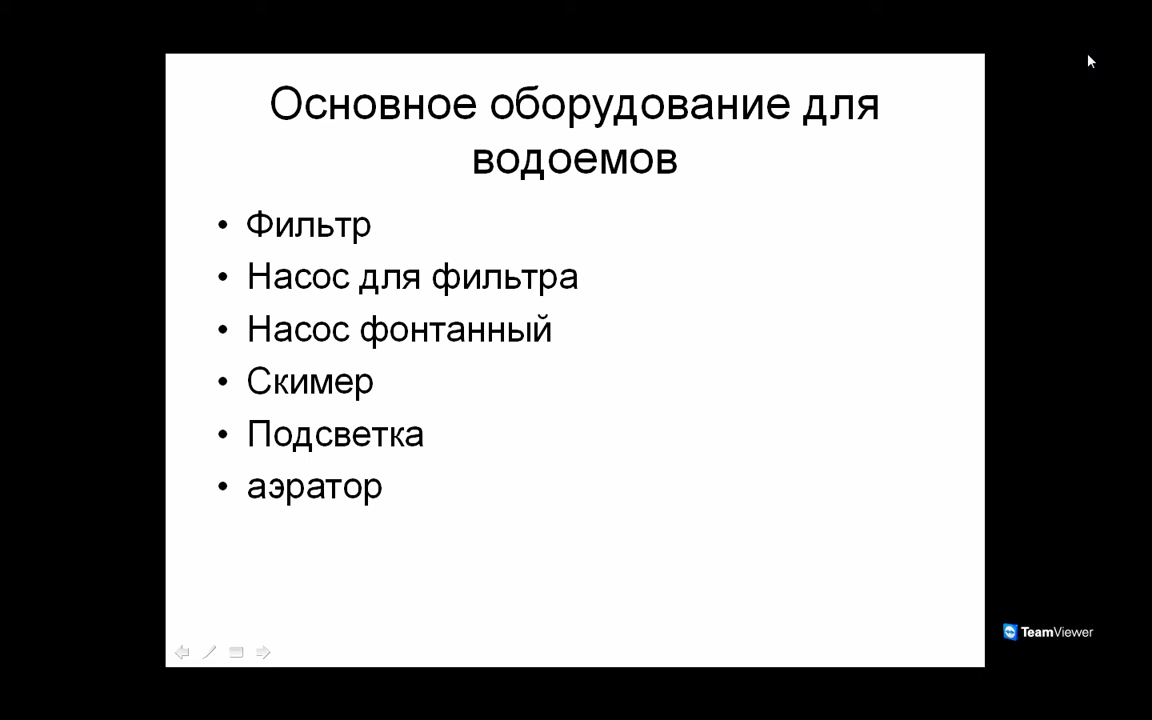 Основное оборудование для
водоемов
• Фильтр
• Насос для фильтра
• Насос фонтанный
• Скимер
• Подсветка
• аэратор
TeamViewer